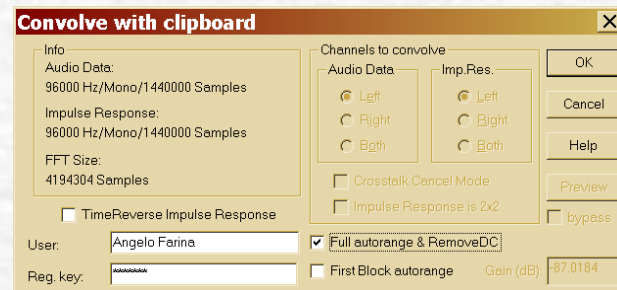 Convolve with clipboard
Info
Audio Data:
96000 Hz/Mono/1440000 Samples
Impulse Response:
96000 Hz/Mono/1440000 Samples
FFT Size:
4194304 Samples
TimeReverse Impulse Response
User: Angelo Farina
Reg. key: *******
Channels to convolve
Audio Data
Left
Right
Both
Imp.Res.
Left
Right
Both
Crosstalk Cancel Mode
Impulse Response is 2x2
Full autorange & RemoveDC
First Block autorange Gain (dB): -87.0184
OK
Cancel
Help
Preview
bypass